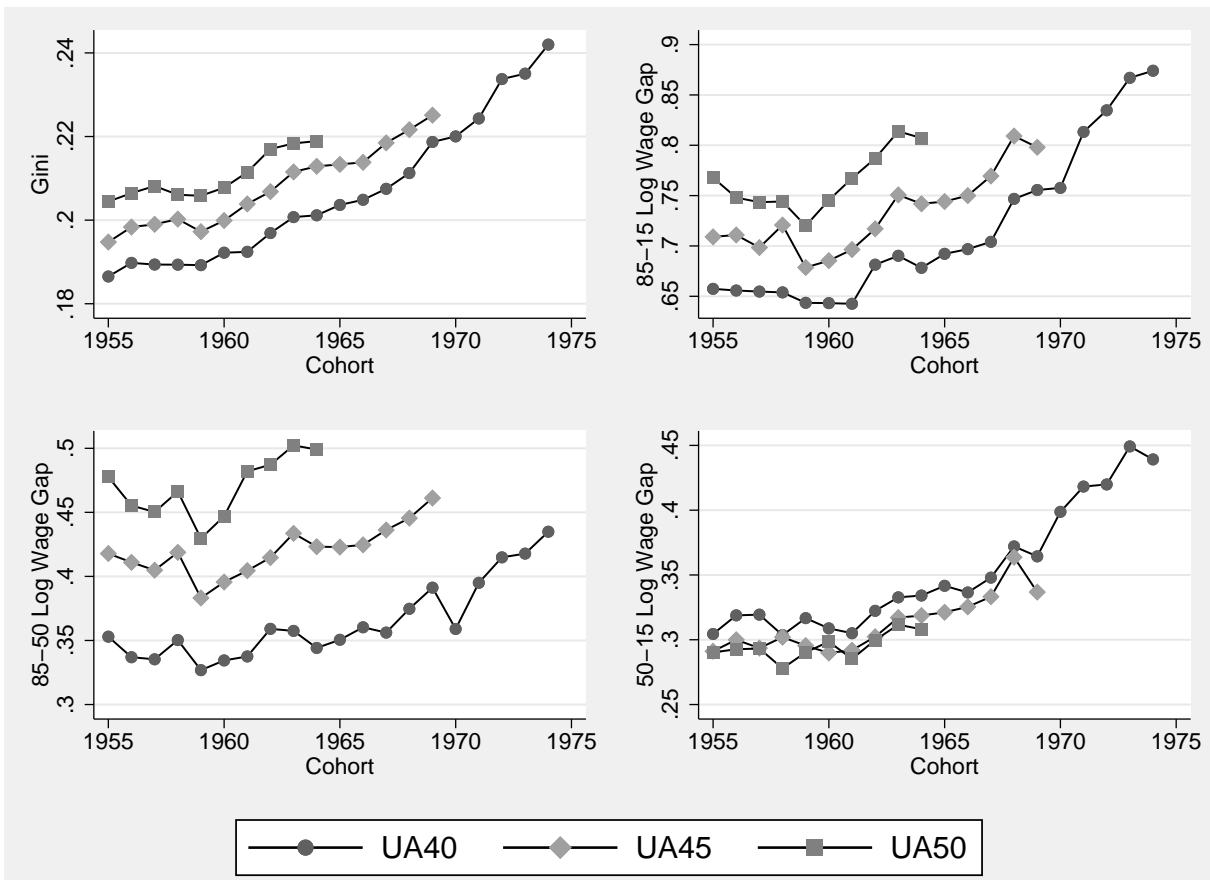 Gini
.18 .2 .22 .24
1955 1960 1965 1970 1975
Cohort
85–15 Log Wage Gap
.65 .7 .75 .8 .85 .9
1955 1960 1965 1970 1975
Cohort
85–50 Log Wage Gap
.3 .35 .4 .45 .5
1955 1960 1965 1970 1975
Cohort
50–15 Log Wage Gap
.25 .3 .35 .4 .45
1955 1960 1965 1970 1975
Cohort
UA40 UA45 UA50